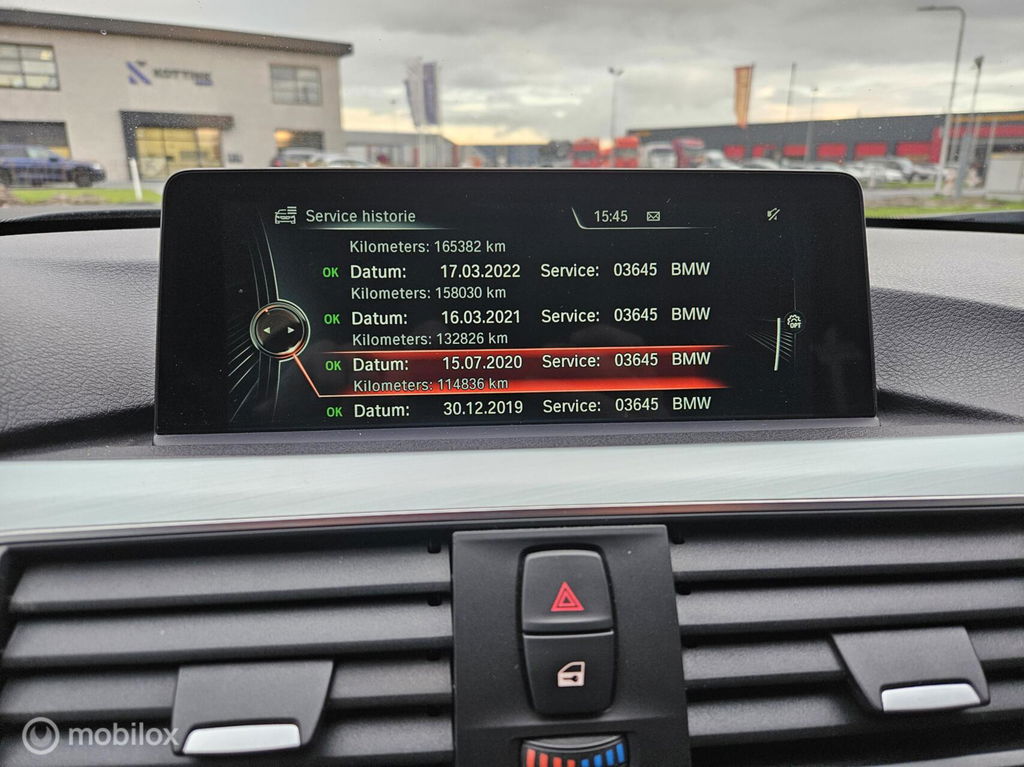 KOTTINK
Service historie 15:45
Kilometers: 165382 km
OK Datum: 17.03.2022 Service: 03645 BMW
Kilometers: 158030 km
OK Datum: 16.03.2021 Service: 03645 BMW
Kilometers: 132826 km
OK Datum: 15.07.2020 Service: 03645 BMW
Kilometers: 114836 km
OK Datum: 30.12.2019 Service: 03645 BMW
OPT
mobilox